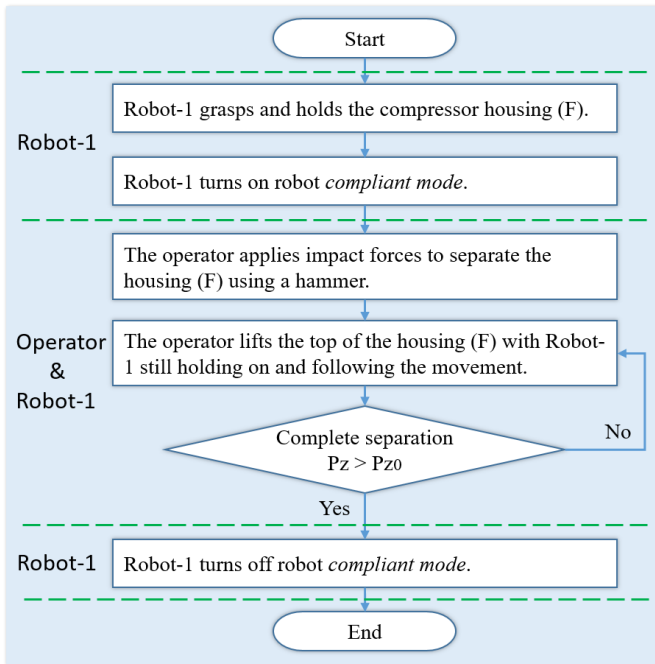 Start
Robot-1 grasps and holds the compressor housing (F).
Robot-1
Robot-1 turns on robot compliant mode.
The operator applies impact forces to separate the
housing (F) using a hammer.
Operator
&
Robot-1
The operator lifts the top of the housing (F) with Robot-
1 still holding on and following the movement.
Complete separation
Pz > Pz0
No
Yes
Robot-1
Robot-1 turns off robot compliant mode.
End